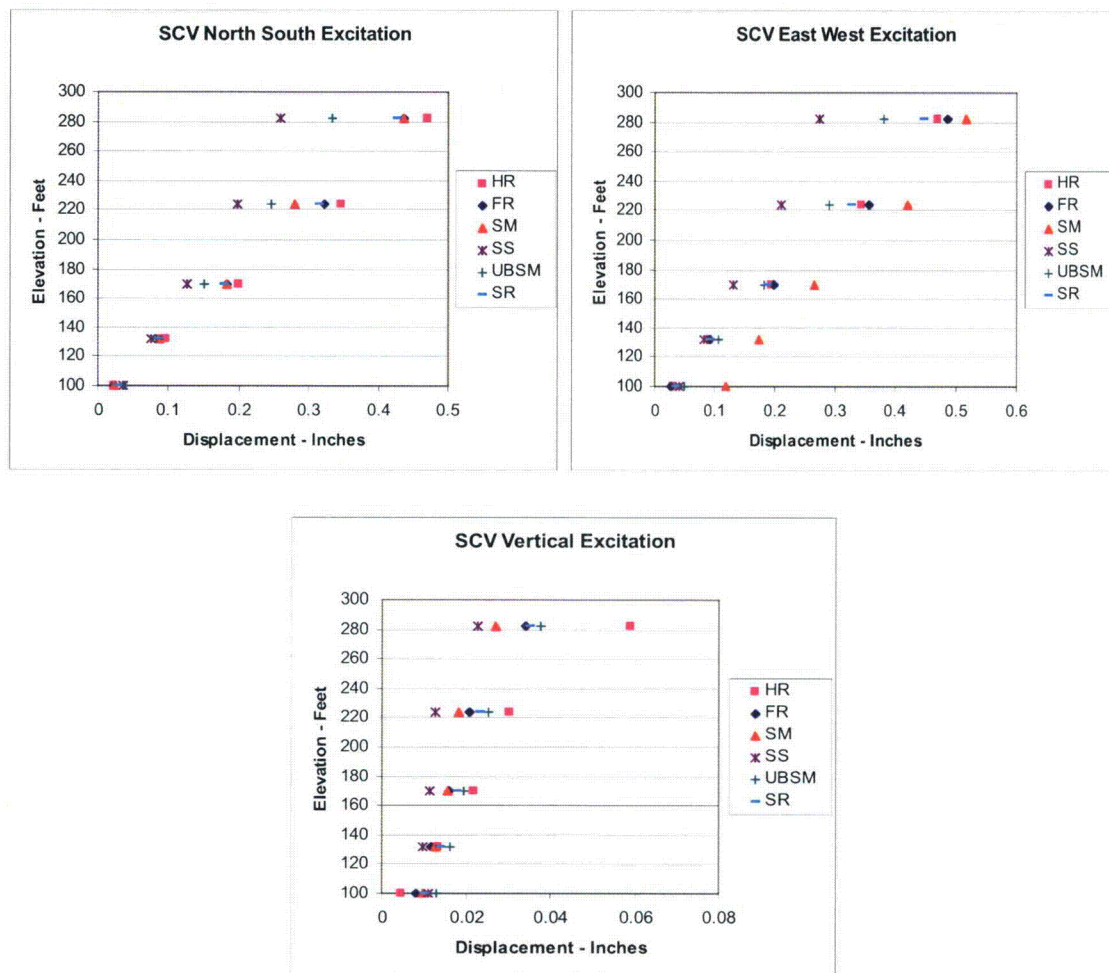 SCV North South Excitation
Elevation - Feet
300
280
260
240
220
200
180
160
140
120
100
0
0.1
0.2
0.3
0.4
0.5
Displacement - Inches
HR
FR
SM
SS
UBSM
SR
SCV East West Excitation
Elevation - Feet
300
280
260
240
220
200
180
160
140
120
100
0
0.1
0.2
0.3
0.4
0.5
0.6
Displacement - Inches
HR
FR
SM
SS
UBSM
SR
SCV Vertical Excitation
Elevation - Feet
300
280
260
240
220
200
180
160
140
120
100
0
0.02
0.04
0.06
0.08
Displacement - Inches
HR
FR
SM
SS
UBSM
SR